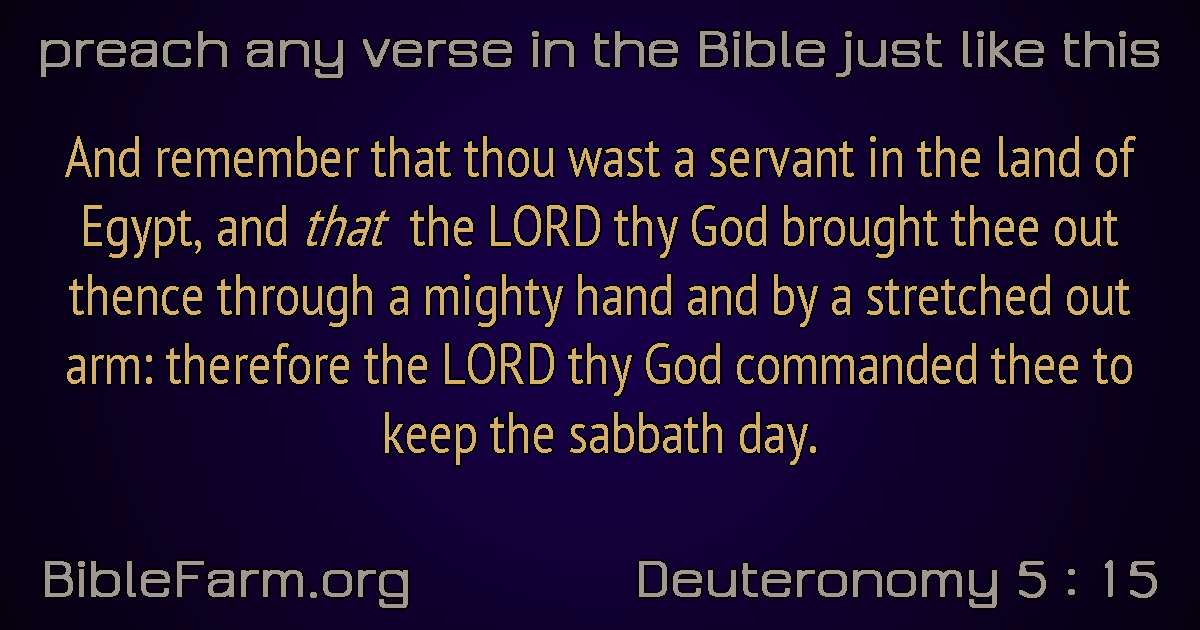 preach any verse in the Bible just like this
And remember that thou wast a servant in the land of
Egypt, and that the LORD thy God brought thee out
thence through a mighty hand and by a stretched out
arm: therefore the LORD thy God commanded thee to
keep the sabbath day.
BibleFarm.org
Deuteronomy 5 : 15